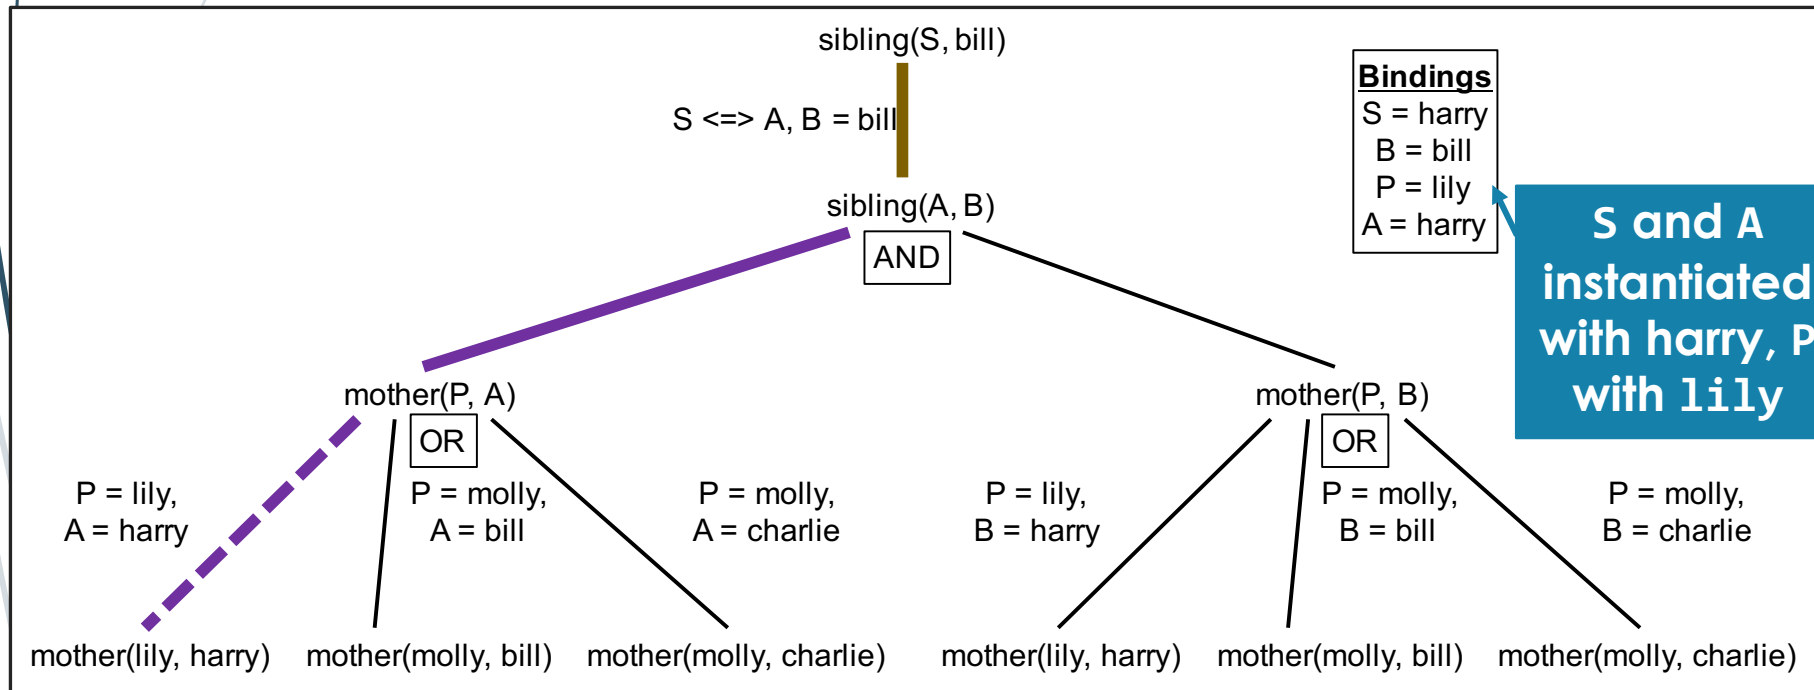 sibling(S, bill)
S <=> A, B = bill
sibling(A, B)
AND
Bindings
S = harry
B = bill
P = lily
A = harry
S and A
instantiated
with harry, P
with lily
mother(P, A)
OR
mother(P, B)
OR
P = lily,
A = harry
P = molly,
A = bill
P = molly,
A = charlie
P = lily,
B = harry
P = molly,
B = bill
P = molly,
B = charlie
mother(lily, harry)
mother(molly, bill)
mother(molly, charlie)
mother(lily, harry)
mother(molly, bill)
mother(molly, charlie)